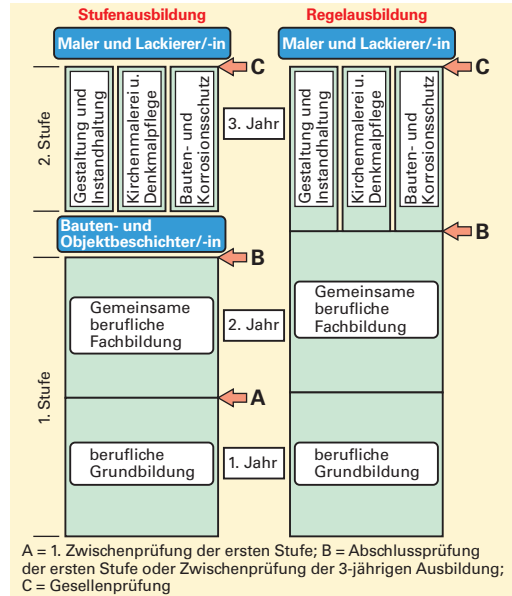 Stufenausbildung
Maler und Lackierer/-in
C
Gestaltung und
Instandhaltung
Kirchenmalerei u.
Denkmalpflege
Bauten- und
Korrosionsschutz
2. Stufe
Bauten- und
Objektbeschichter/-in
B
Gemeinsame
berufliche
Fachbildung
A
berufliche
Grundbildung
1. Stufe
3. Jahr
2. Jahr
1. Jahr
Regelausbildung
Maler und Lackierer/-in
C
Gestaltung und
Instandhaltung
Kirchenmalerei u.
Denkmalpflege
Bauten- und
Korrosionsschutz
B
Gemeinsame
berufliche
Fachbildung
berufliche
Grundbildung
A = 1. Zwischenprüfung der ersten Stufe; B = Abschlussprüfung
der ersten Stufe oder Zwischenprüfung der 3-jährigen Ausbildung;
C = Gesellenprüfung